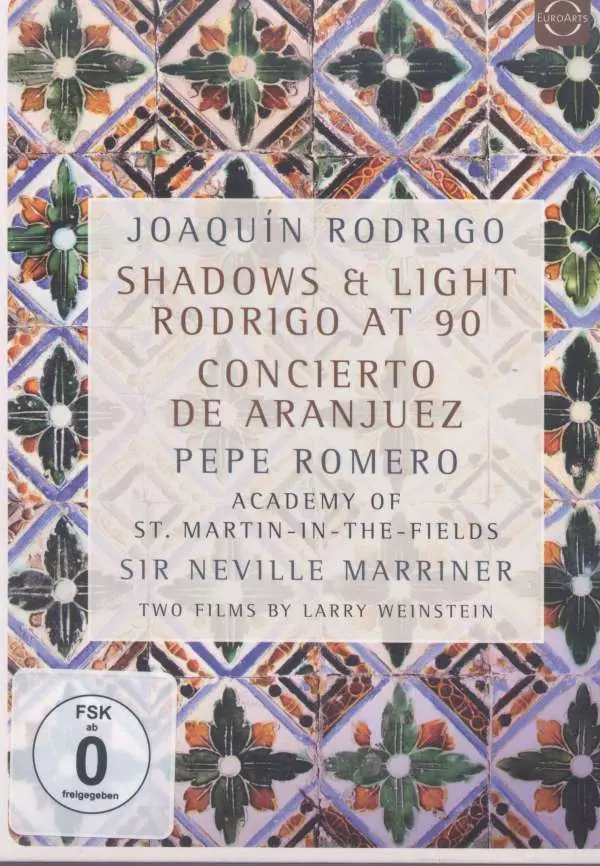 EUROARTS
JOAQUÍN RODRIGO
SHADOWS & LIGHT
RODRIGO AT 90
CONCIERTO
DE ARANJUEZ
PEPE ROMERO
ACADEMY OF
ST. MARTIN-IN-THE-FIELDS
SIR NEVILLE MARRINER
TWO FILMS BY LARRY WEINSTEIN
FSK
ab
0
freigegeben